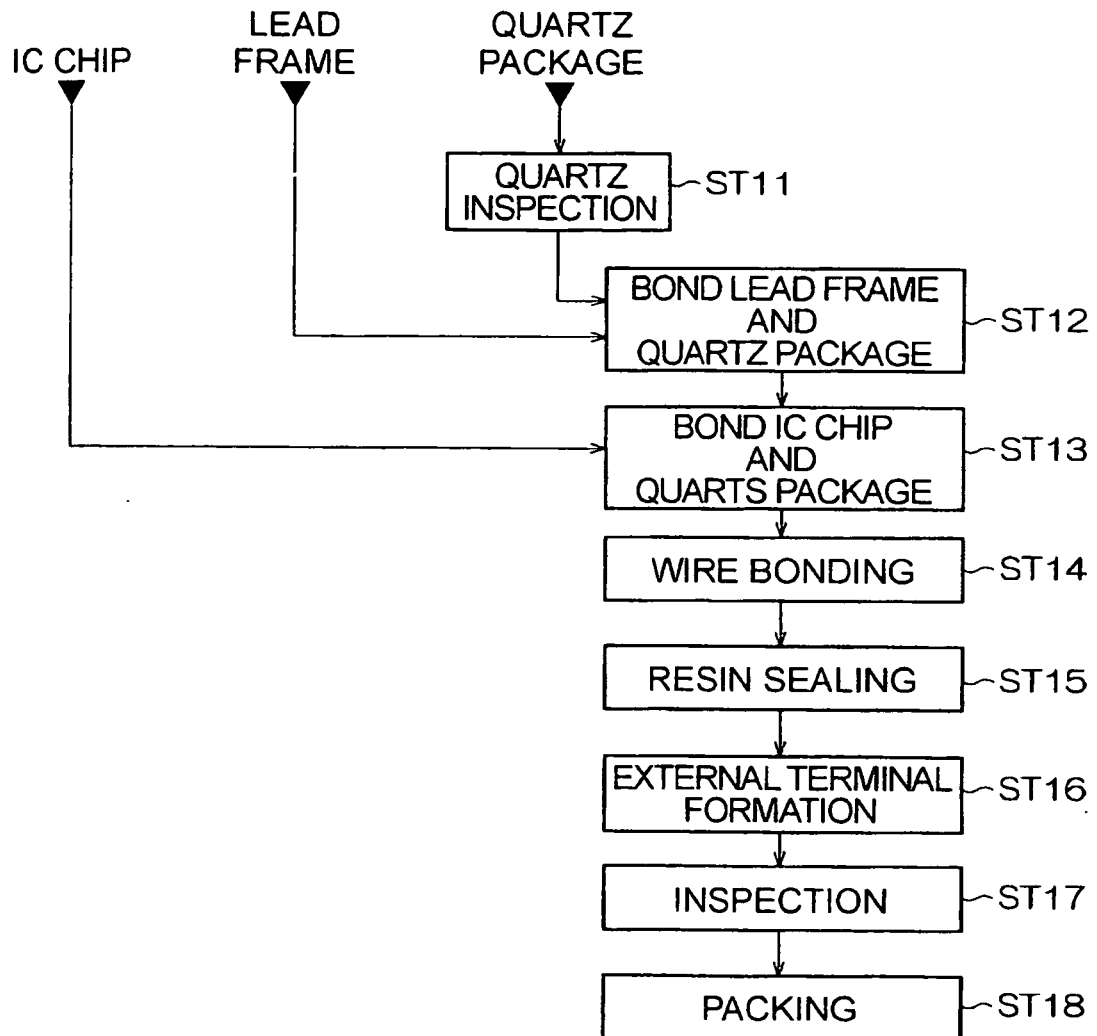 IC CHIP
LEAD
FRAME
QUARTZ
PACKAGE
QUARTZ
INSPECTION
ST11
BOND LEAD FRAME
AND
QUARTZ PACKAGE
ST12
BOND IC CHIP
AND
QUARTS PACKAGE
ST13
WIRE BONDING
ST14
RESIN SEALING
ST15
EXTERNAL TERMINAL
FORMATION
ST16
INSPECTION
ST17
PACKING
ST18